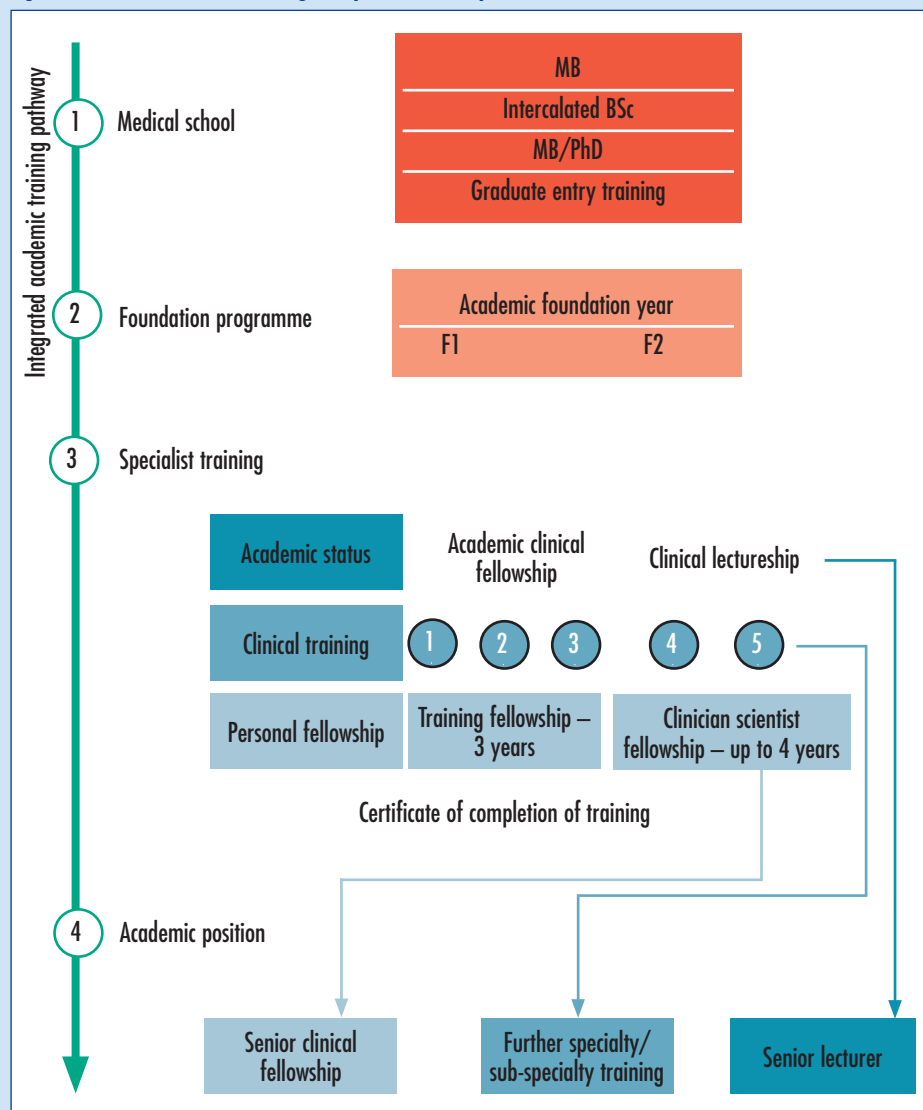 Integrated academic training pathway
1
Medical school
MB
Intercalated BSc
MB/PhD
Graduate entry training
2
Foundation programme
Academic foundation year
F1 F2
3
Specialist training
Academic status
Academic clinical
fellowship
Clinical lectureship
Clinical training
1 2 3 4 5
Personal fellowship
Training fellowship –
3 years
Clinician scientist
fellowship – up to 4 years
Certificate of completion of training
4
Academic position
Senior clinical
fellowship
Further specialty/
sub-specialty training
Senior lecturer